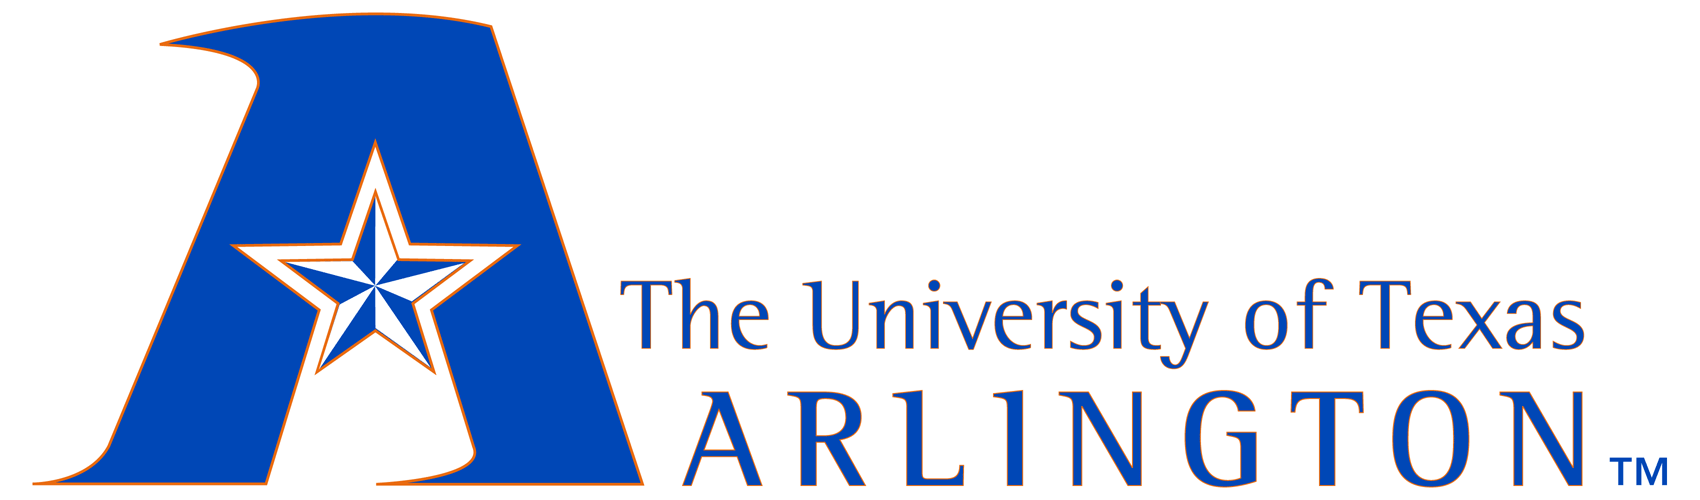 The University of Texas
ARLINGTON™